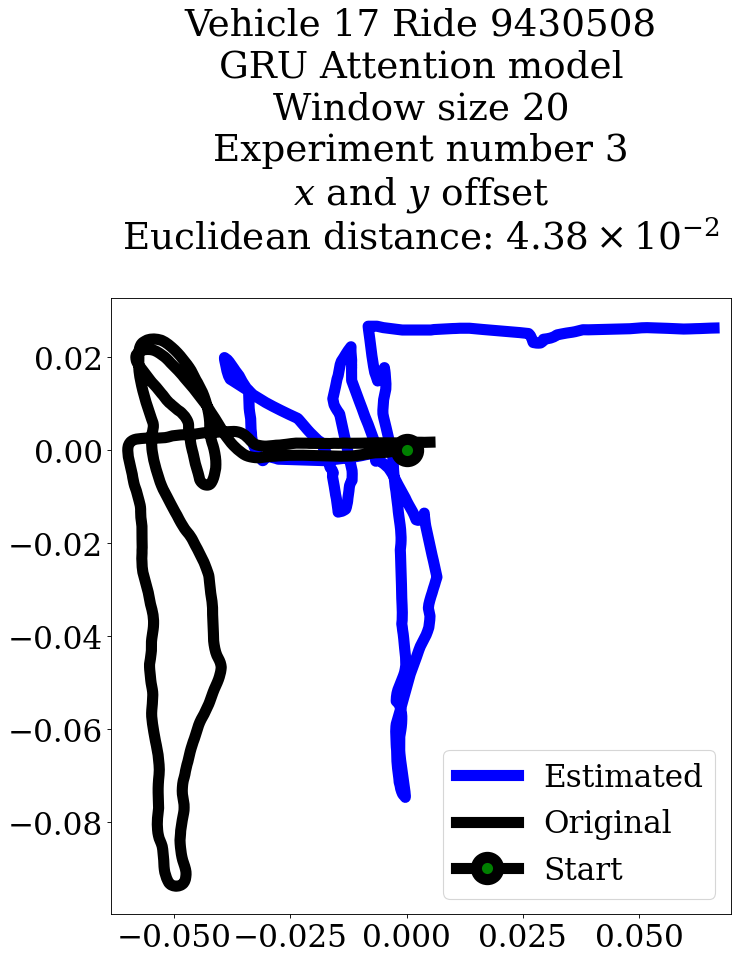 Vehicle 17 Ride 9430508
GRU Attention model
Window size 20
Experiment number 3
x and y offset
Euclidean distance: 4.38 × 10⁻²
0.02
0.00
−0.02
−0.04
−0.06
−0.08
Estimated
Original
Start
−0.050 −0.025 0.000 0.025 0.050